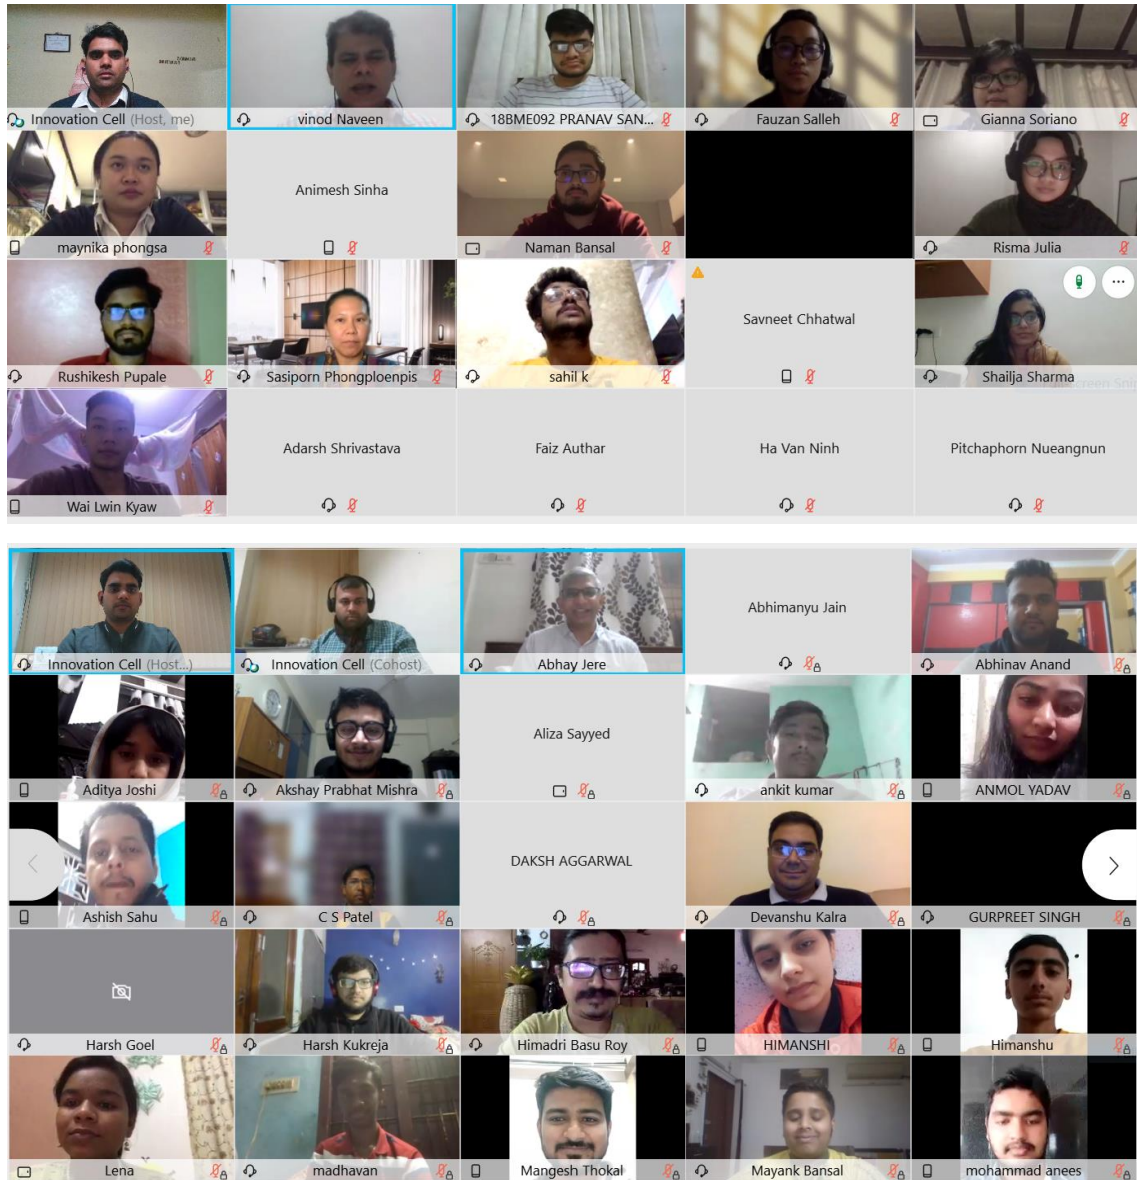 Innovation Cell (Host, me)
vinod Naveen
18BME092 PRANAV SAN...
Fauzan Salleh
Gianna Soriano
maynika phongsa
Animesh Sinha
Naman Bansal
Risma Julia
Rushikesh Pupale
Sasiporn Phongploenpis
sahil k
Savneet Chhatwal
Shailja Sharma
Wai Lwin Kyaw
Adarsh Shrivastava
Faiz Authar
Ha Van Ninh
Pitchaphorn Nueangnun
Innovation Cell (Host...)
Innovation Cell (Cohost)
Abhay Jere
Abhimanyu Jain
Abhinav Anand
Aditya Joshi
Akshay Prabhat Mishra
Aliza Sayyed
ankit kumar
ANMOL YADAV
Ashish Sahu
C S Patel
DAKSH AGGARWAL
Devanshu Kalra
GURPREET SINGH
Harsh Goel
Harsh Kukreja
Himadri Basu Roy
HIMANSHI
Himanshu
Lena
madhavan
Mangesh Thokal
Mayank Bansal
mohammad anees